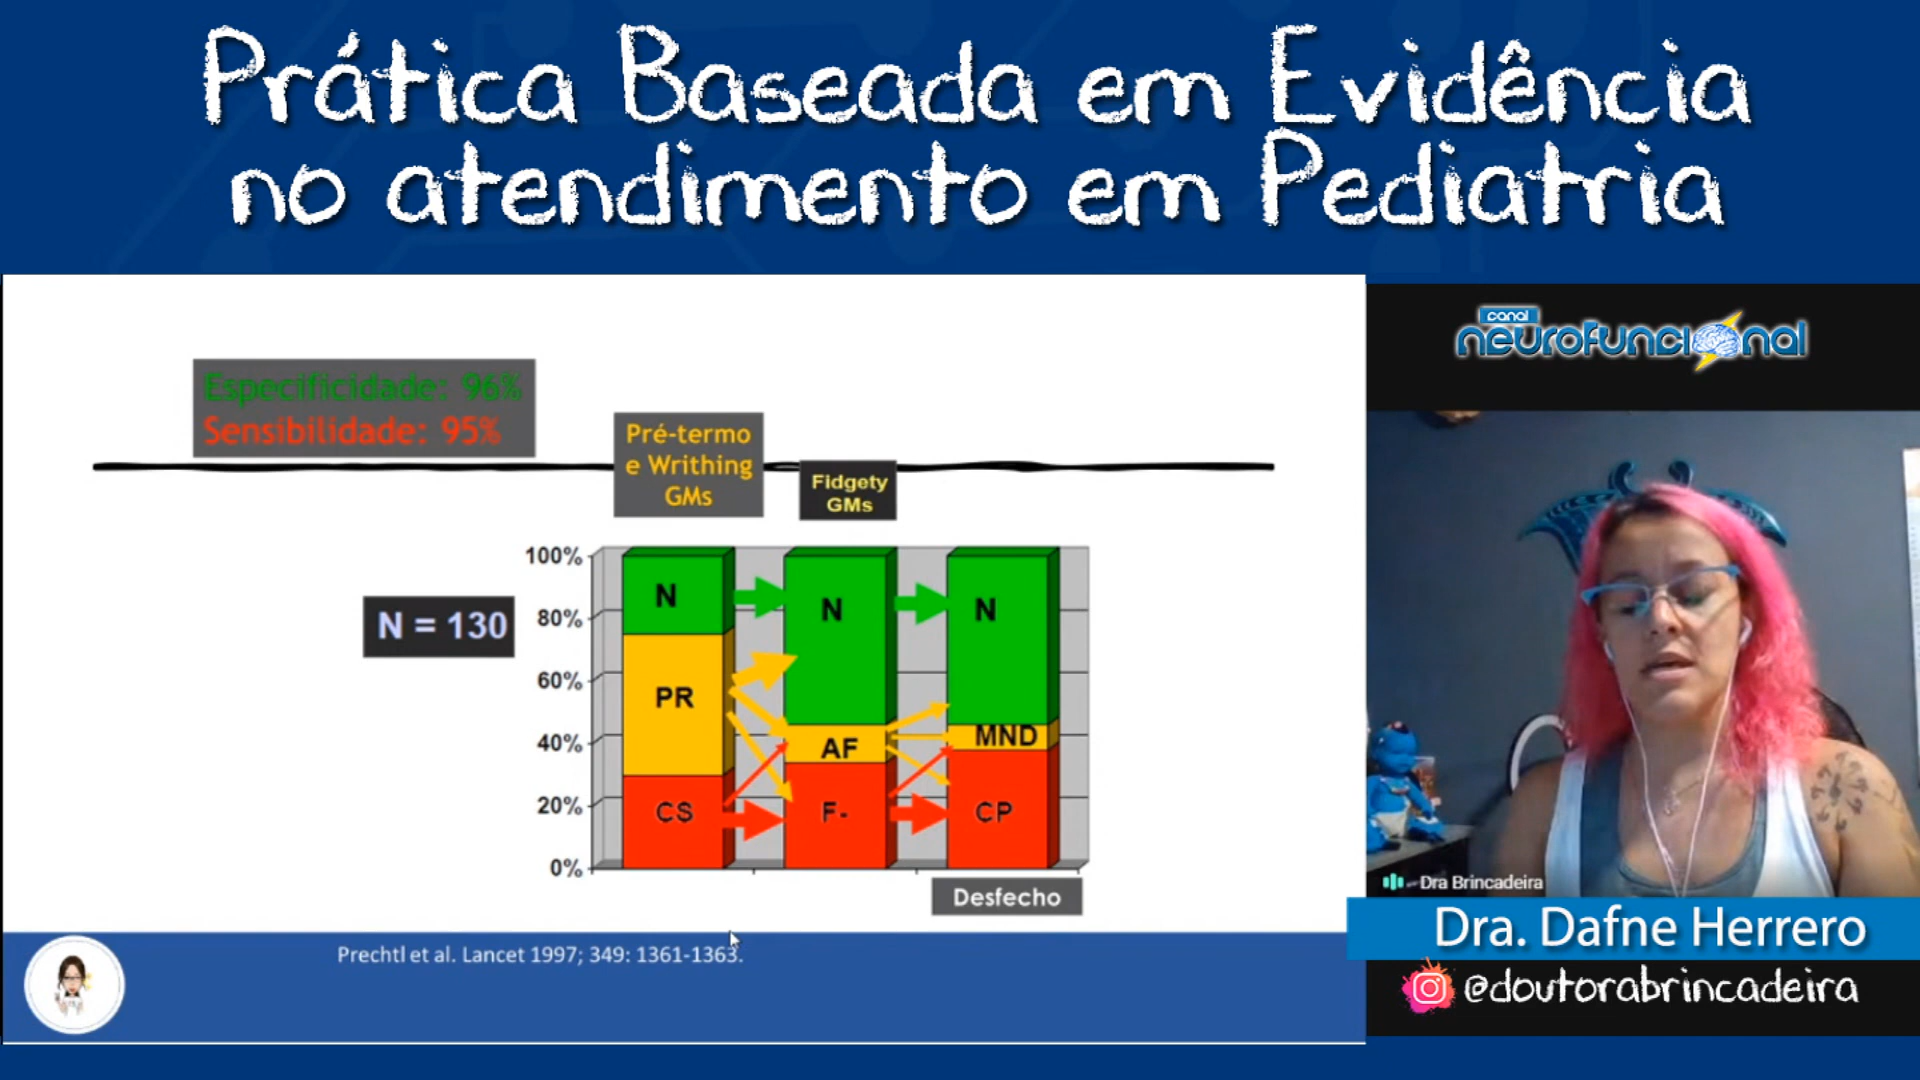 Prática Baseada em Evidência
no atendimento em Pediatria
canal
neurofuncional
Especificidade: 96%
Sensibilidade: 95%
Pré-termo
e Writhing
GMs
Fidgety
GMs
N = 130
100%
80%
60%
40%
20%
0%
N
PR
CS
N
AF
F-
N
MND
CP
Desfecho
Prechtl et al. Lancet 1997; 349: 1361-1363.
Dra Brincadeira
Dra. Dafne Herrero
@doutorabrincadeira